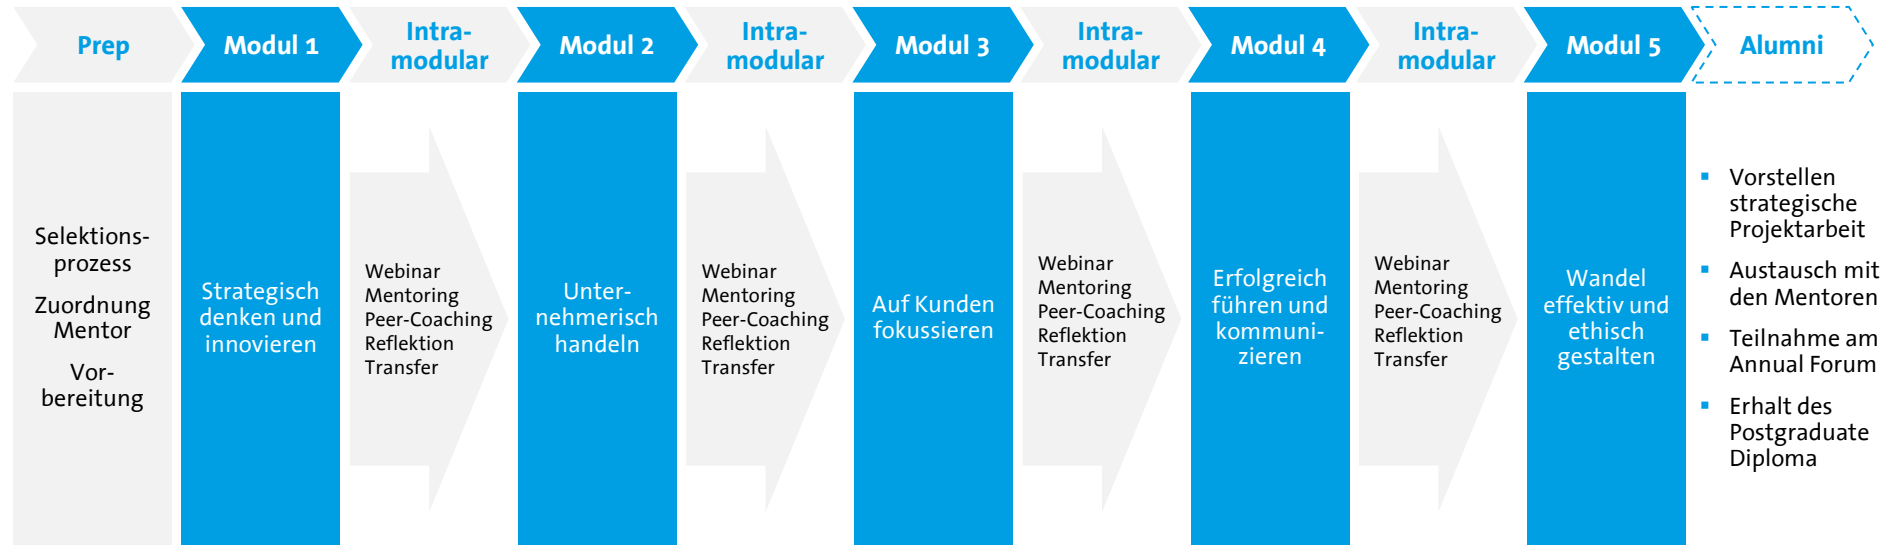 Prep
Modul 1
Intra-
modular
Modul 2
Intra-
modular
Modul 3
Intra-
modular
Modul 4
Intra-
modular
Modul 5
Alumni
Selektions-
prozess
Zuordnung
Mentor
Vor-
bereitung
Strategisch
denken und
innovieren
Webinar
Mentoring
Peer-Coaching
Reflektion
Transfer
Unter-
nehmerisch
handeln
Webinar
Mentoring
Peer-Coaching
Reflektion
Transfer
Auf Kunden
fokussieren
Webinar
Mentoring
Peer-Coaching
Reflektion
Transfer
Erfolgreich
führen und
kommuni-
zieren
Webinar
Mentoring
Peer-Coaching
Reflektion
Transfer
Wandel
effektiv und
ethisch
gestalten
▪ Vorstellen
strategische
Projektarbeit
▪ Austausch mit
den Mentoren
▪ Teilnahme am
Annual Forum
▪ Erhalt des
Postgraduate
Diploma